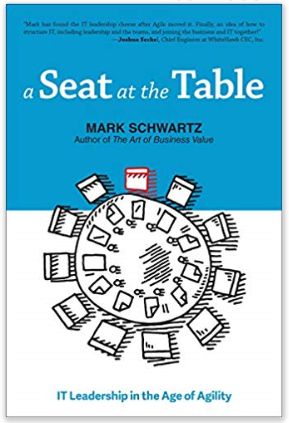 "Mark has found the IT leadership cheese after Agile moved it. Finally, an idea of how to
structure IT, including leadership and the teams, and joining the business and IT together!"
—Joshua Seckel, Chief Engineer at WhiteHawk CEC, Inc.
a Seat at the Table
MARK SCHWARTZ
Author of The Art of Business Value
IT Leadership in the Age of Agility